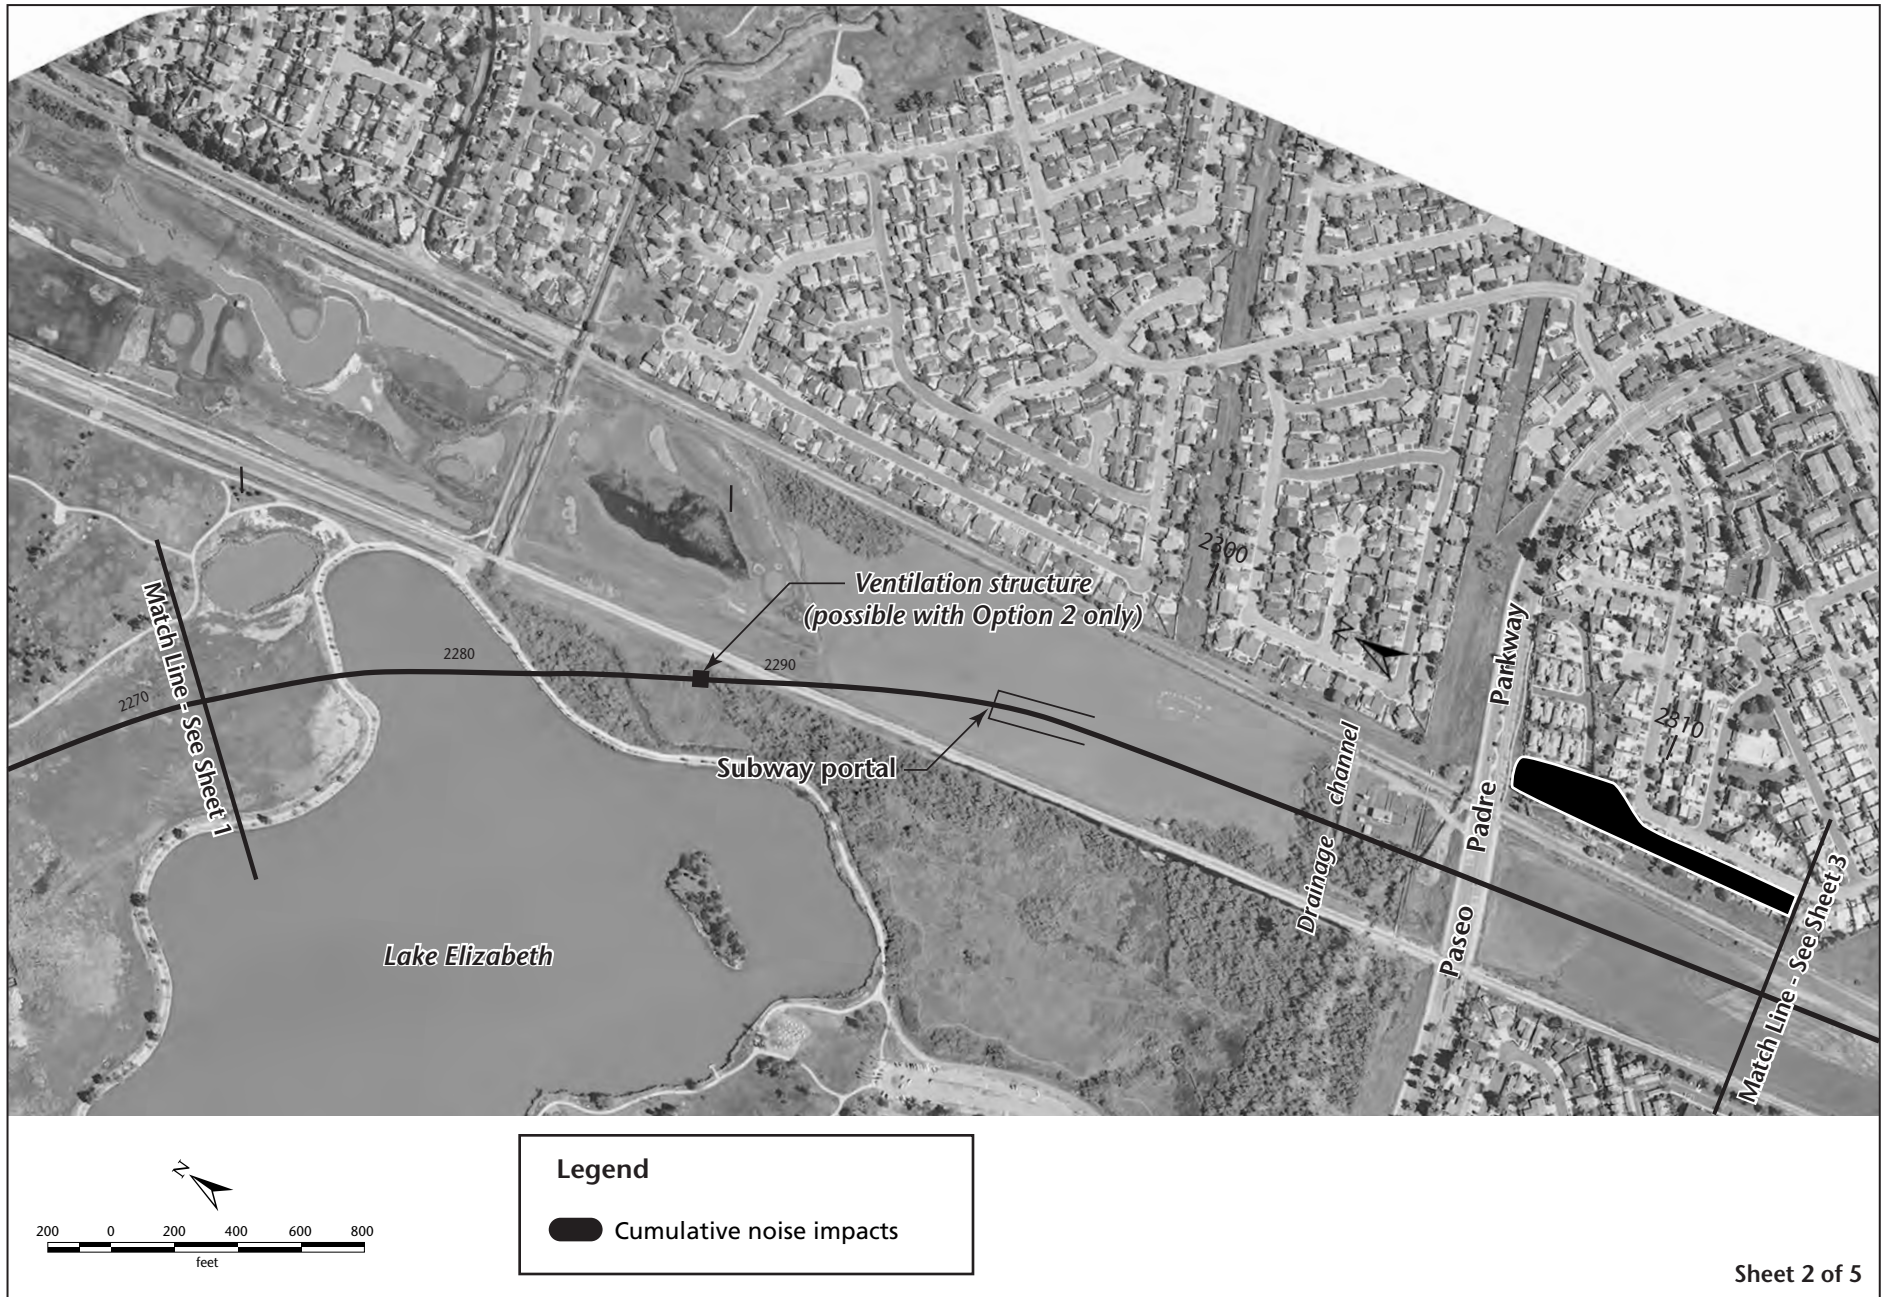 2300
Ventilation structure
(possible with Option 2 only)
N
Match Line - See Sheet 1
2270
2280
2290
Subway portal
Drainage channel
Paseo Padre Parkway
2310
Lake Elizabeth
Match Line - See Sheet 3
N
200 0 200 400 600 800
feet
Legend
Cumulative noise impacts
Sheet 2 of 5